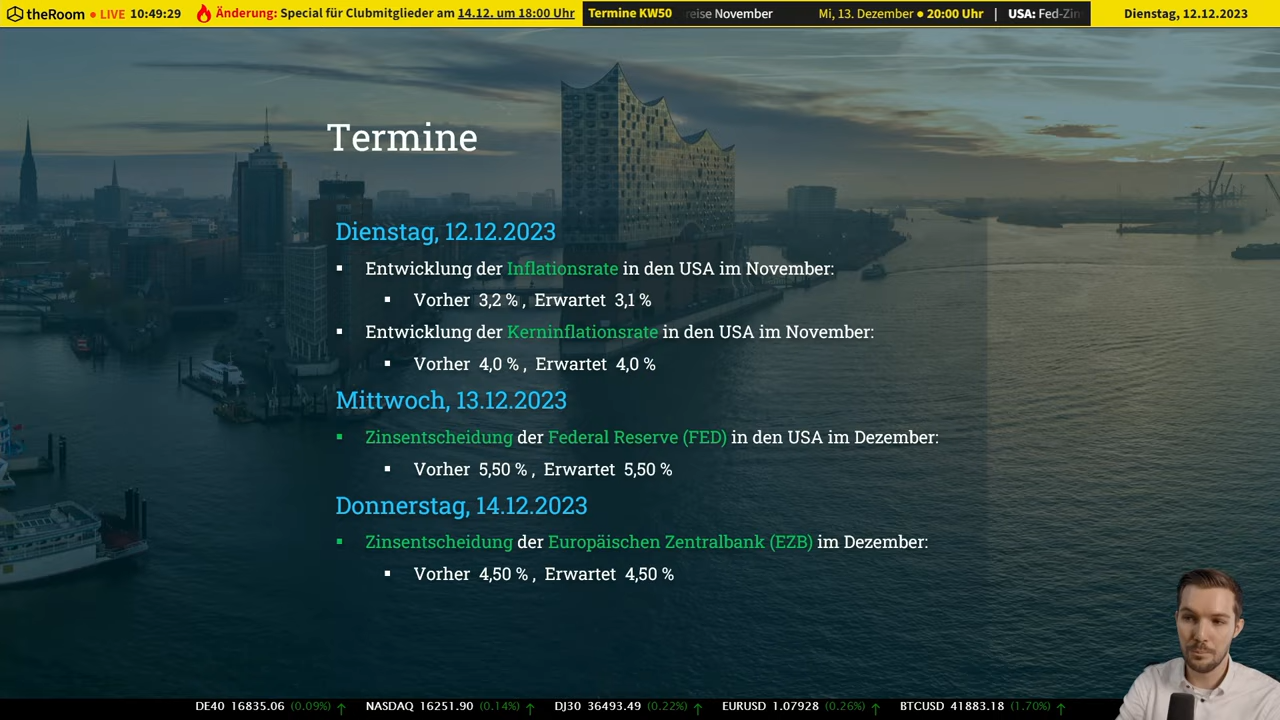 theRoom ● LIVE 10:49:29 Änderung: Special für Clubmitglieder am 14.12. um 18:00 Uhr Termine KW50 reise November Mi, 13. Dezember ● 20:00 Uhr | USA: Fed-Zin Dienstag, 12.12.2023
Termine
Dienstag, 12.12.2023
▪ Entwicklung der Inflationsrate in den USA im November:
▪ Vorher 3,2 % , Erwartet 3,1 %
▪ Entwicklung der Kerninflationsrate in den USA im November:
▪ Vorher 4,0 % , Erwartet 4,0 %
Mittwoch, 13.12.2023
▪ Zinsentscheidung der Federal Reserve (FED) in den USA im Dezember:
▪ Vorher 5,50 % , Erwartet 5,50 %
Donnerstag, 14.12.2023
▪ Zinsentscheidung der Europäischen Zentralbank (EZB) im Dezember:
▪ Vorher 4,50 % , Erwartet 4,50 %
DE40 16835.06 (0.09%) ↑ NASDAQ 16251.90 (0.14%) ↑ DJ30 36493.49 (0.22%) ↑ EURUSD 1.07928 (0.26%) ↑ BTCUSD 41883.18 (1.70%) ↑